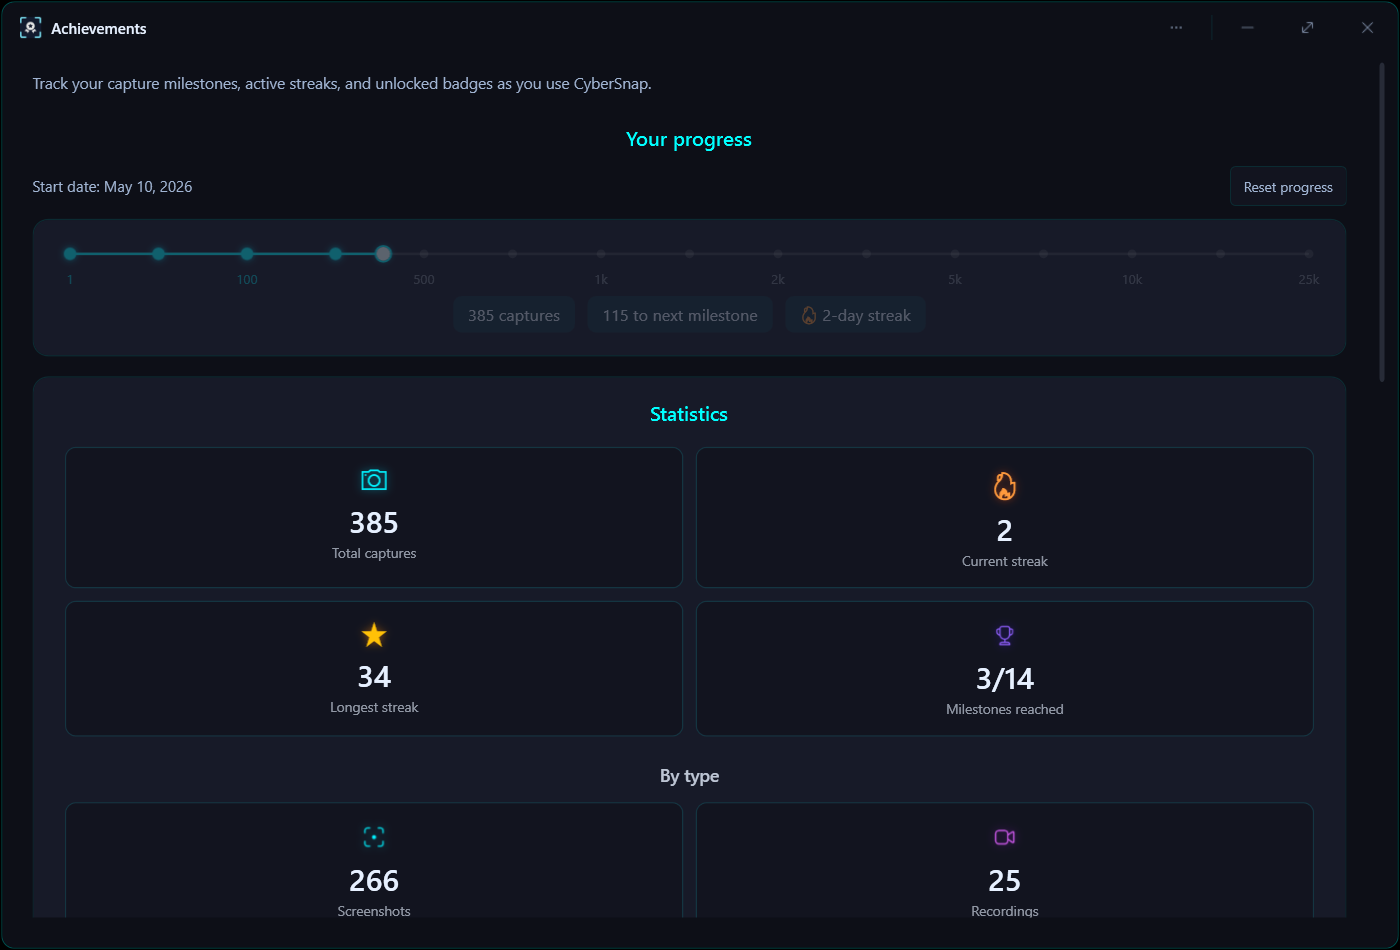 Achievements
Track your capture milestones, active streaks, and unlocked badges as you use CyberSnap.
Your progress
Start date: May 10, 2026
Reset progress
1 100 500 1k 2k 5k 10k 25k
385 captures 115 to next milestone 2-day streak
Statistics
385
Total captures
2
Current streak
34
Longest streak
3/14
Milestones reached
By type
266
Screenshots
25
Recordings